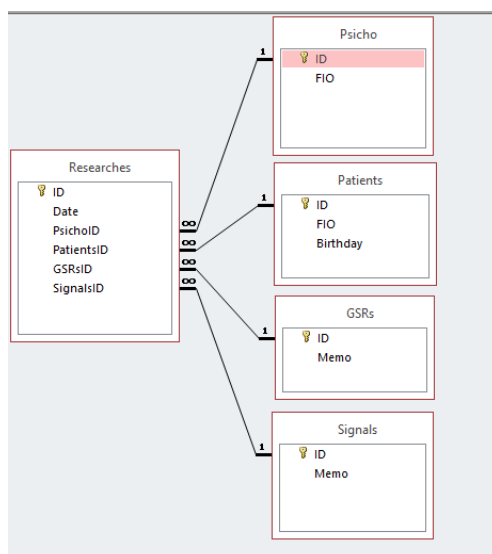 Psicho
ID
FIO
Researches
ID
Date
PsichoID
PatientsID
GSRsID
SignalsID
Patients
ID
FIO
Birthday
GSRs
ID
Memo
Signals
ID
Memo
1
1
1
1
∞
∞
∞
∞